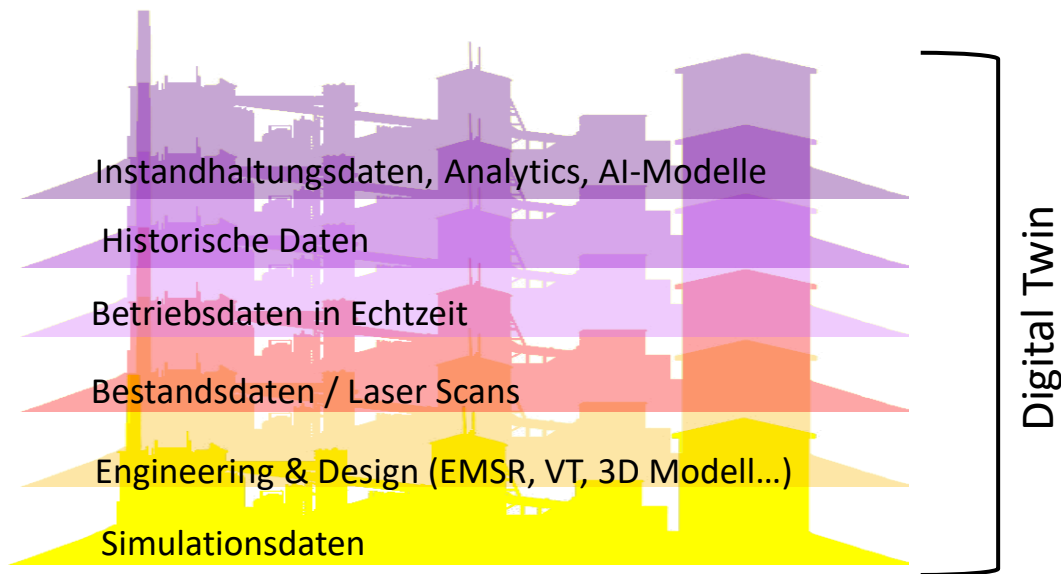 Instandhaltungsdaten, Analytics, AI-Modelle
Historische Daten
Betriebsdaten in Echtzeit
Bestandsdaten / Laser Scans
Engineering & Design (EMSR, VT, 3D Modell…)
Simulationsdaten
Digital Twin